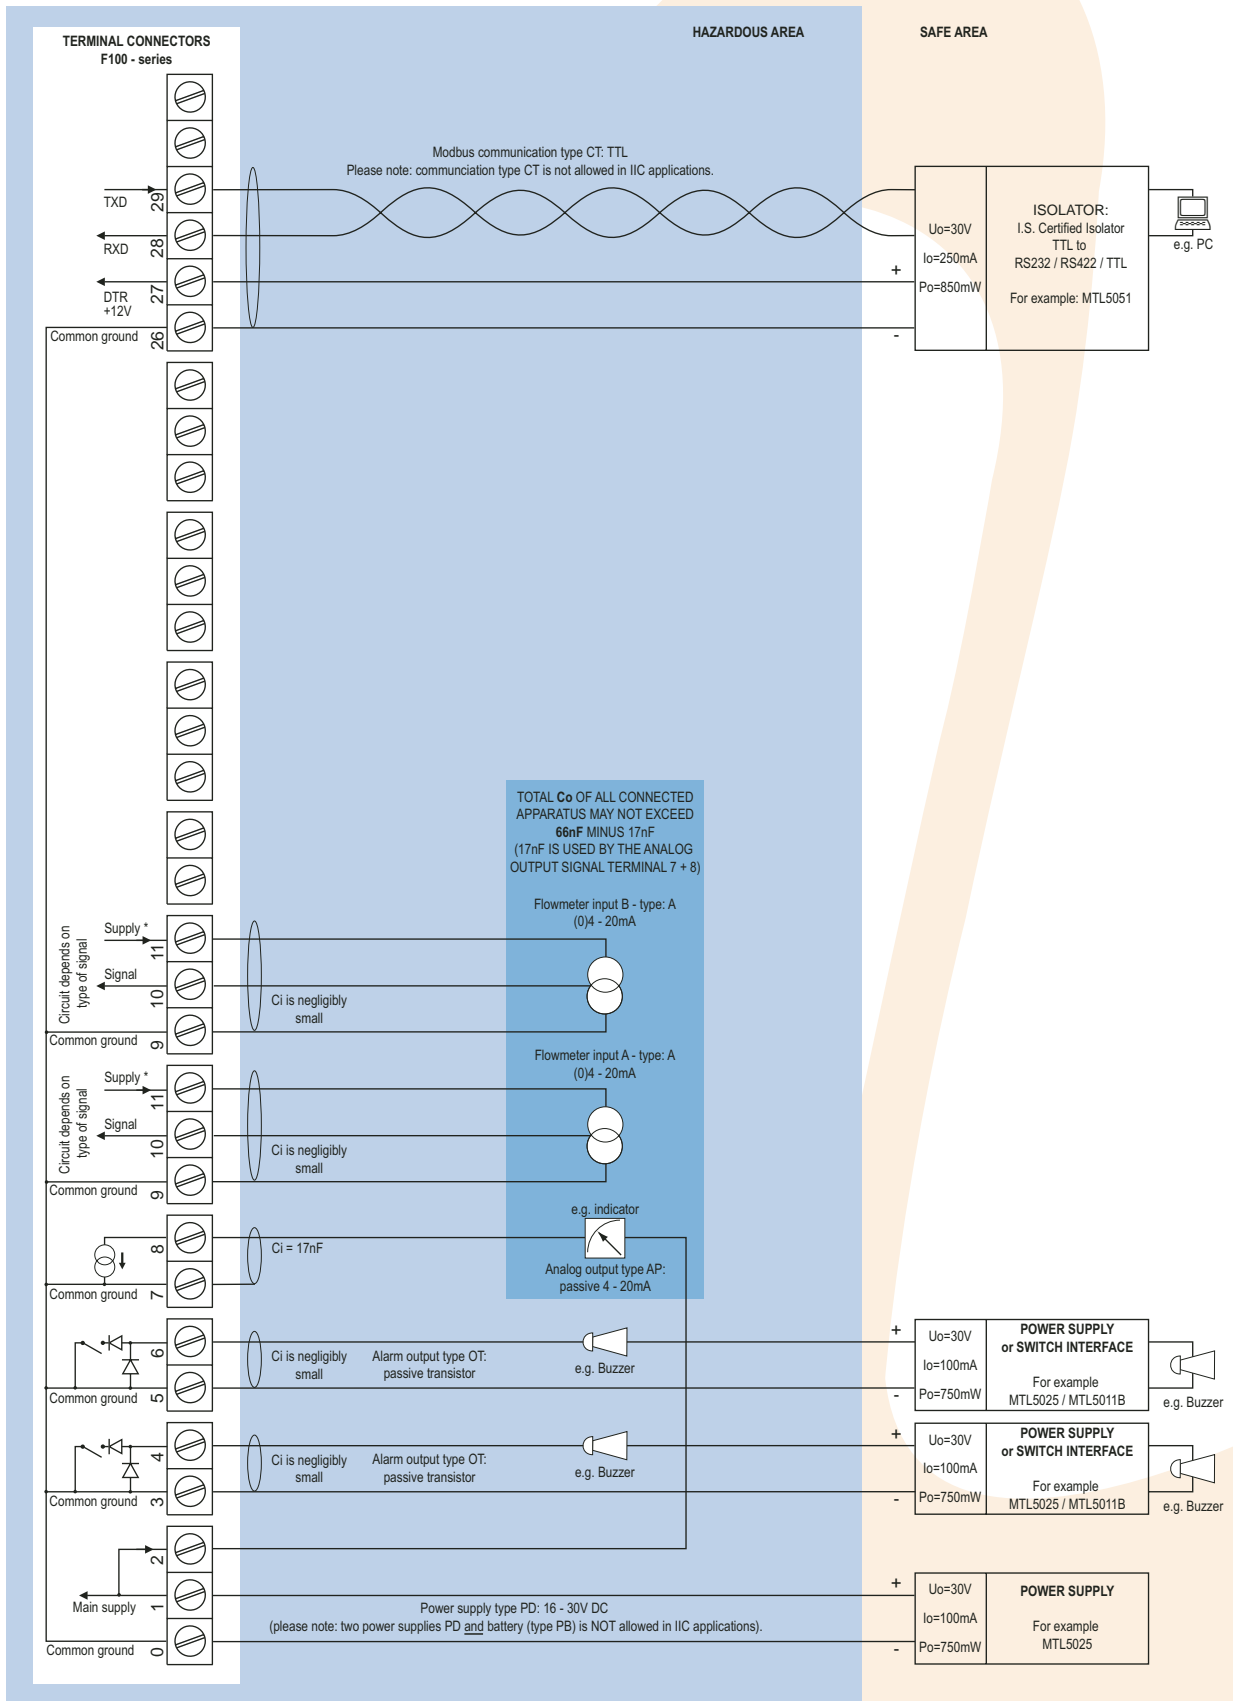 HAZARDOUS AREA
SAFE AREA
TERMINAL CONNECTORS
F100 - series
Modbus communication type CT: TTL
Please note: communciation type CT is not allowed in IIC applications.
TXD
29
RXD
28
DTR
+12V
27
Common ground
26
+
-
Uo=30V
Io=250mA
Po=850mW
ISOLATOR:
I.S. Certified Isolator
TTL to
RS232 / RS422 / TTL
For example: MTL5051
e.g. PC
TOTAL Co OF ALL CONNECTED
APPARATUS MAY NOT EXCEED
66nF MINUS 17nF
(17nF IS USED BY THE ANALOG
OUTPUT SIGNAL TERMINAL 7 + 8)
Flowmeter input B - type: A
(0)4 - 20mA
Circuit depends on
type of signal
Supply *
11
Signal
10
Common ground
9
Ci is negligibly
small
Flowmeter input A - type: A
(0)4 - 20mA
Circuit depends on
type of signal
Supply *
11
Signal
10
Common ground
9
Ci is negligibly
small
e.g. indicator
8
Ci = 17nF
Common ground
7
Analog output type AP:
passive 4 - 20mA
6
Common ground
5
Ci is negligibly
small
Alarm output type OT:
passive transistor
e.g. Buzzer
+
-
Uo=30V
Io=100mA
Po=750mW
POWER SUPPLY
or SWITCH INTERFACE
For example
MTL5025 / MTL5011B
e.g. Buzzer
4
Common ground
3
Ci is negligibly
small
Alarm output type OT:
passive transistor
e.g. Buzzer
+
-
Uo=30V
Io=100mA
Po=750mW
POWER SUPPLY
or SWITCH INTERFACE
For example
MTL5025 / MTL5011B
e.g. Buzzer
2
Main supply
1
Common ground
0
Power supply type PD: 16 - 30V DC
(please note: two power supplies PD and battery (type PB) is NOT allowed in IIC applications).
+
-
Uo=30V
Io=100mA
Po=750mW
POWER SUPPLY
For example
MTL5025